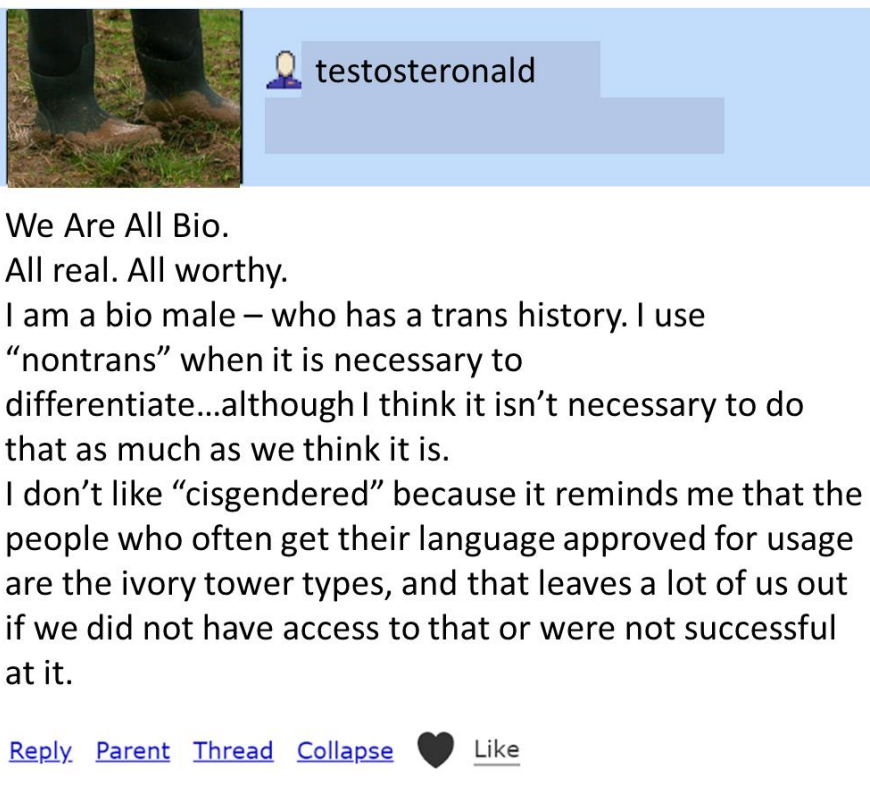 testosteronald
We Are All Bio.
All real. All worthy.
I am a bio male – who has a trans history. I use
“nontrans” when it is necessary to
differentiate...although I think it isn’t necessary to do
that as much as we think it is.
I don’t like “cisgendered” because it reminds me that the
people who often get their language approved for usage
are the ivory tower types, and that leaves a lot of us out
if we did not have access to that or were not successful
at it.
Reply Parent Thread Collapse Like